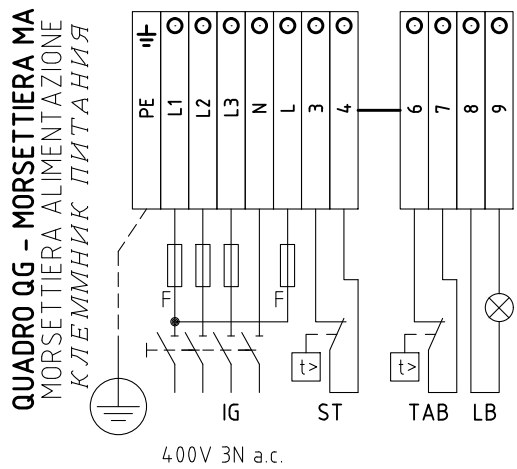 QUADRO QG - MORSETTIERA MA
MORSETTIERA ALIMENTAZIONE
КЛЕММНИК ПИТАНИЯ
PE L1 L2 L3 N L 3 4 6 7 8 9
F F
t> t>
IG ST TAB LB
400V 3N a.c.